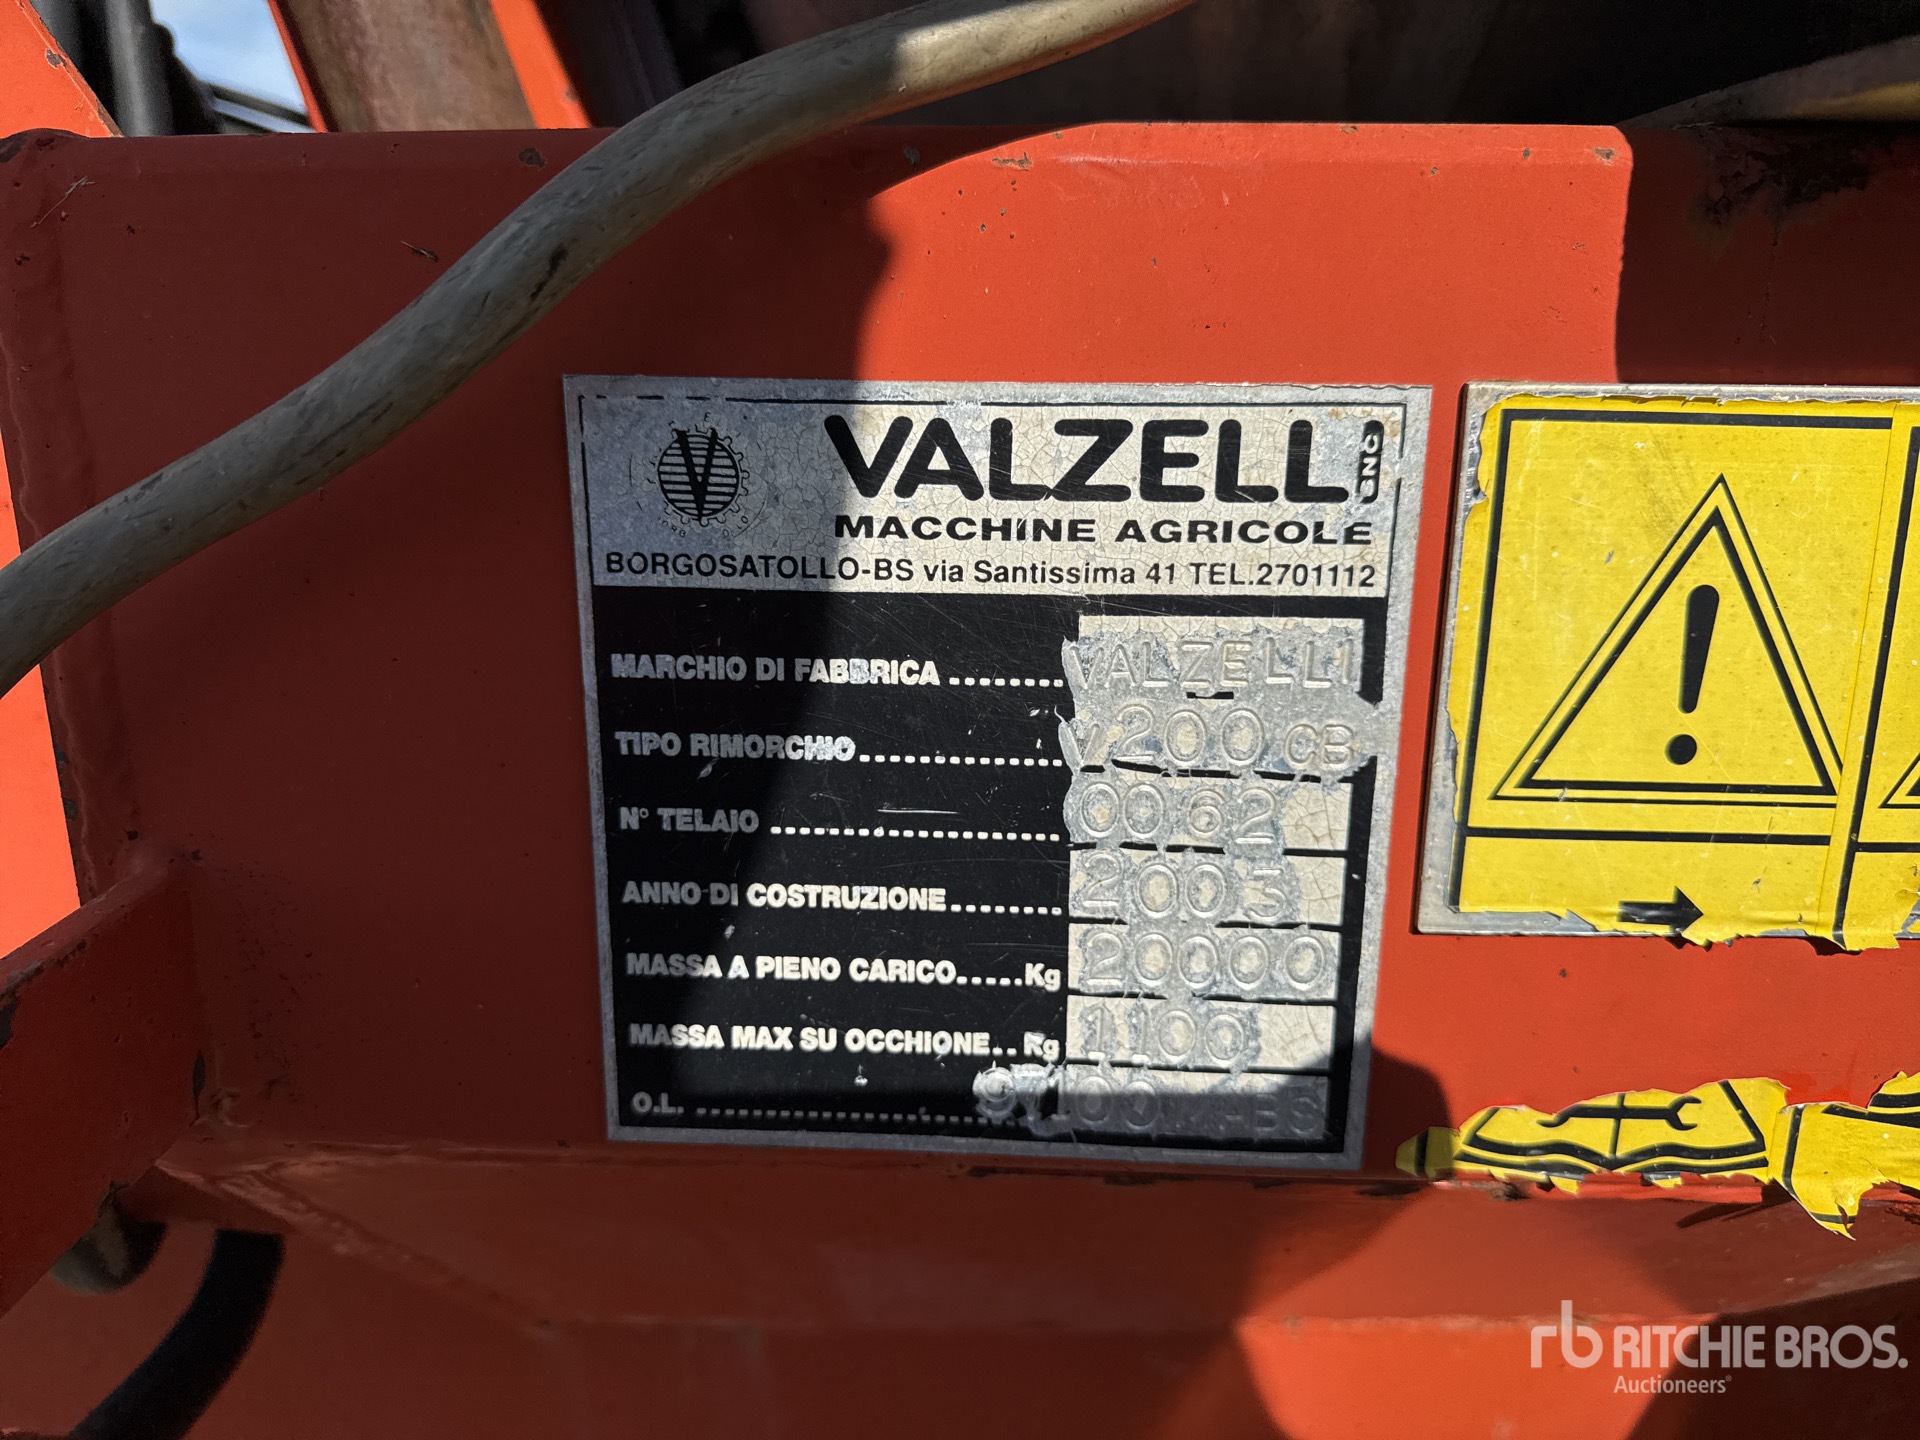 VALZELLI SNC
MACCHINE AGRICOLE
BORGOSATOLLO-BS via Santissima 41 TEL.2701112
MARCHIO DI FABBRICA ........ VALZELLI
TIPO RIMORCHIO.............. V200 CB
N° TELAIO .................... 0062
ANNO DI COSTRUZIONE........ 2003
MASSA A PIENO CARICO.....Kg 20000
MASSA MAX SU OCCHIONE..Kg 1100
O.L. ....................
rb RITCHIE BROS.
Auctioneers